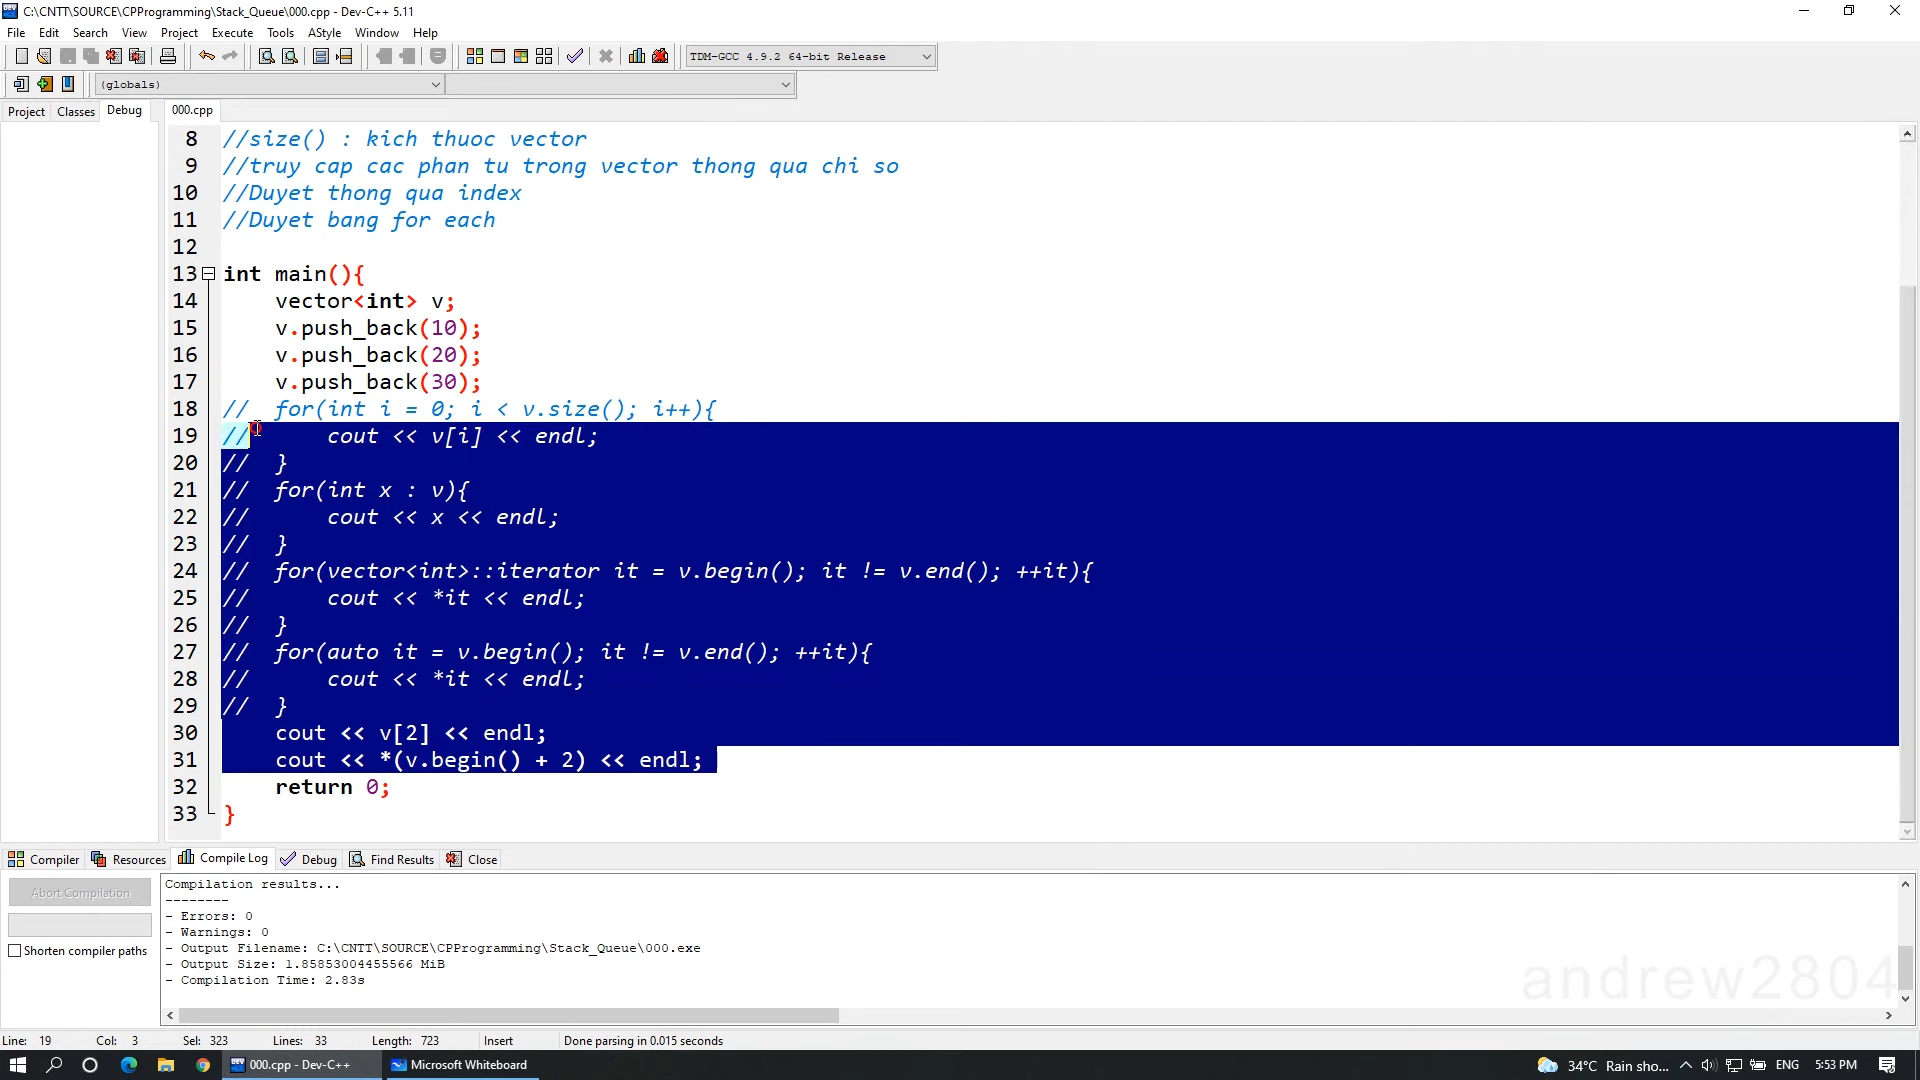 C:\CNTT\SOURCE\CPProgramming\Stack_Queue\000.cpp - Dev-C++ 5.11
File Edit Search View Project Execute Tools AStyle Window Help
TDM-GCC 4.9.2 64-bit Release
(globals)
Project Classes Debug 000.cpp
8 //size() : kich thuoc vector
9 //truy cap cac phan tu trong vector thong qua chi so
10 //Duyet thong qua index
11 //Duyet bang for each
12
13 int main(){
14 vector<int> v;
15 v.push_back(10);
16 v.push_back(20);
17 v.push_back(30);
18 // for(int i = 0; i < v.size(); i++){
19 // cout << v[i] << endl;
20 // }
21 // for(int x : v){
22 // cout << x << endl;
23 // }
24 // for(vector<int>::iterator it = v.begin(); it != v.end(); ++it){
25 // cout << *it << endl;
26 // }
27 // for(auto it = v.begin(); it != v.end(); ++it){
28 // cout << *it << endl;
29 // }
30 cout << v[2] << endl;
31 cout << *(v.begin() + 2) << endl;
32 return 0;
33 }
Compiler Resources Compile Log Debug Find Results Close
Abort Compilation
Shorten compiler paths
Compilation results...
--------
- Errors: 0
- Warnings: 0
- Output Filename: C:\CNTT\SOURCE\CPProgramming\Stack_Queue\000.exe
- Output Size: 1.85853004455566 MiB
- Compilation Time: 2.83s
andrew2804
Line: 19 Col: 3 Sel: 323 Lines: 33 Length: 723 Insert Done parsing in 0.015 seconds
000.cpp - Dev-C++ Microsoft Whiteboard 34°C Rain sho... ENG 5:53 PM